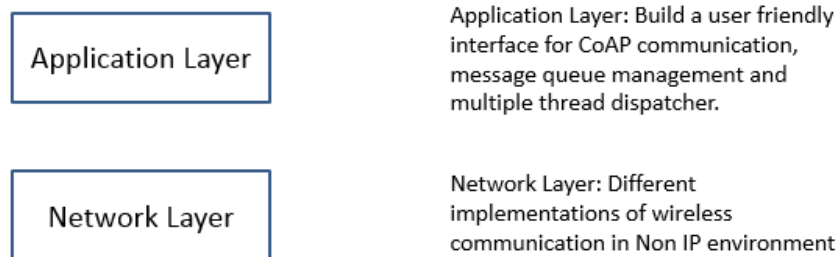 Application Layer
Application Layer: Build a user friendly
interface for CoAP communication,
message queue management and
multiple thread dispatcher.
Network Layer
Network Layer: Different
implementations of wireless
communication in Non IP environment